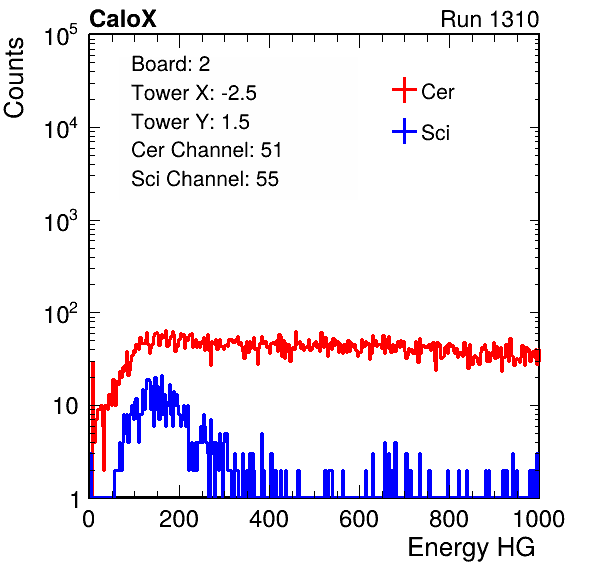 CaloX Run 1310
Counts
Board: 2
Tower X: -2.5
Tower Y: 1.5
Cer Channel: 51
Sci Channel: 55
Cer
Sci
10^5
10^4
10^3
10^2
10
1
0 200 400 600 800 1000
Energy HG